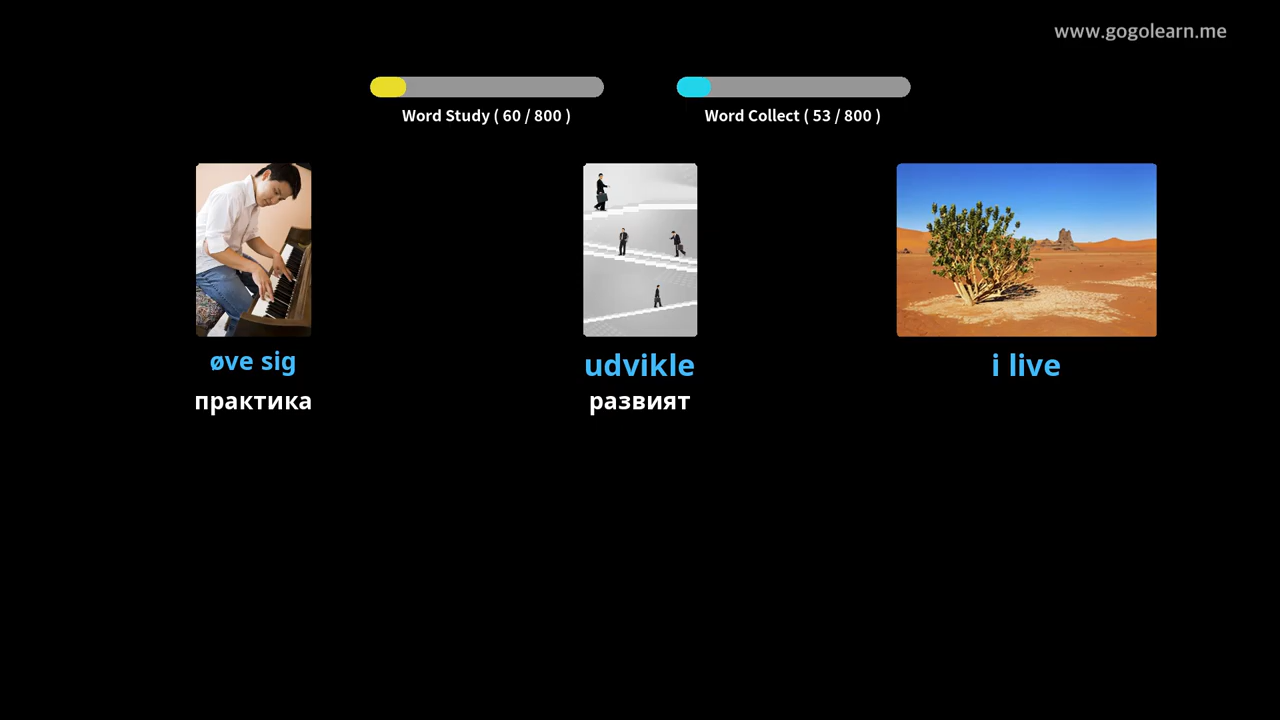 www.gogolearn.me
Word Study ( 60 / 800 )
Word Collect ( 53 / 800 )
øve sig
практика
udvikle
развият
i live